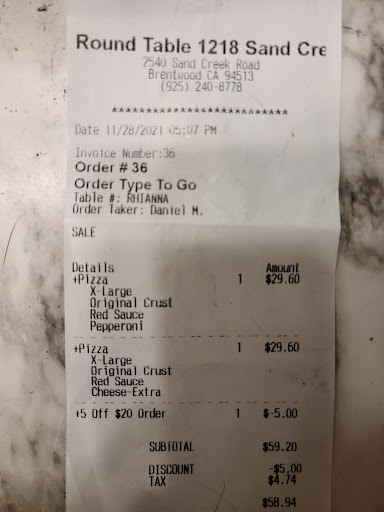 Round Table 1218 Sand Cre
2540 Sand Creek Road
Brentwood CA 94513
(925) 240-8778
****************************
Date 11/28/2021 05:07 PM
Invoice Number:36
Order # 36
Order Type To Go
Table #: RHIANNA
Order Taker: Daniel M.
SALE
Details Amount
+Pizza 1 $29.60
X-Large
Original Crust
Red Sauce
Pepperoni
+Pizza 1 $29.60
X-Large
Original Crust
Red Sauce
Cheese-Extra
+5 Off $20 Order 1 $-5.00
SUBTOTAL $59.20
DISCOUNT -$5.00
TAX $4.74
$58.94